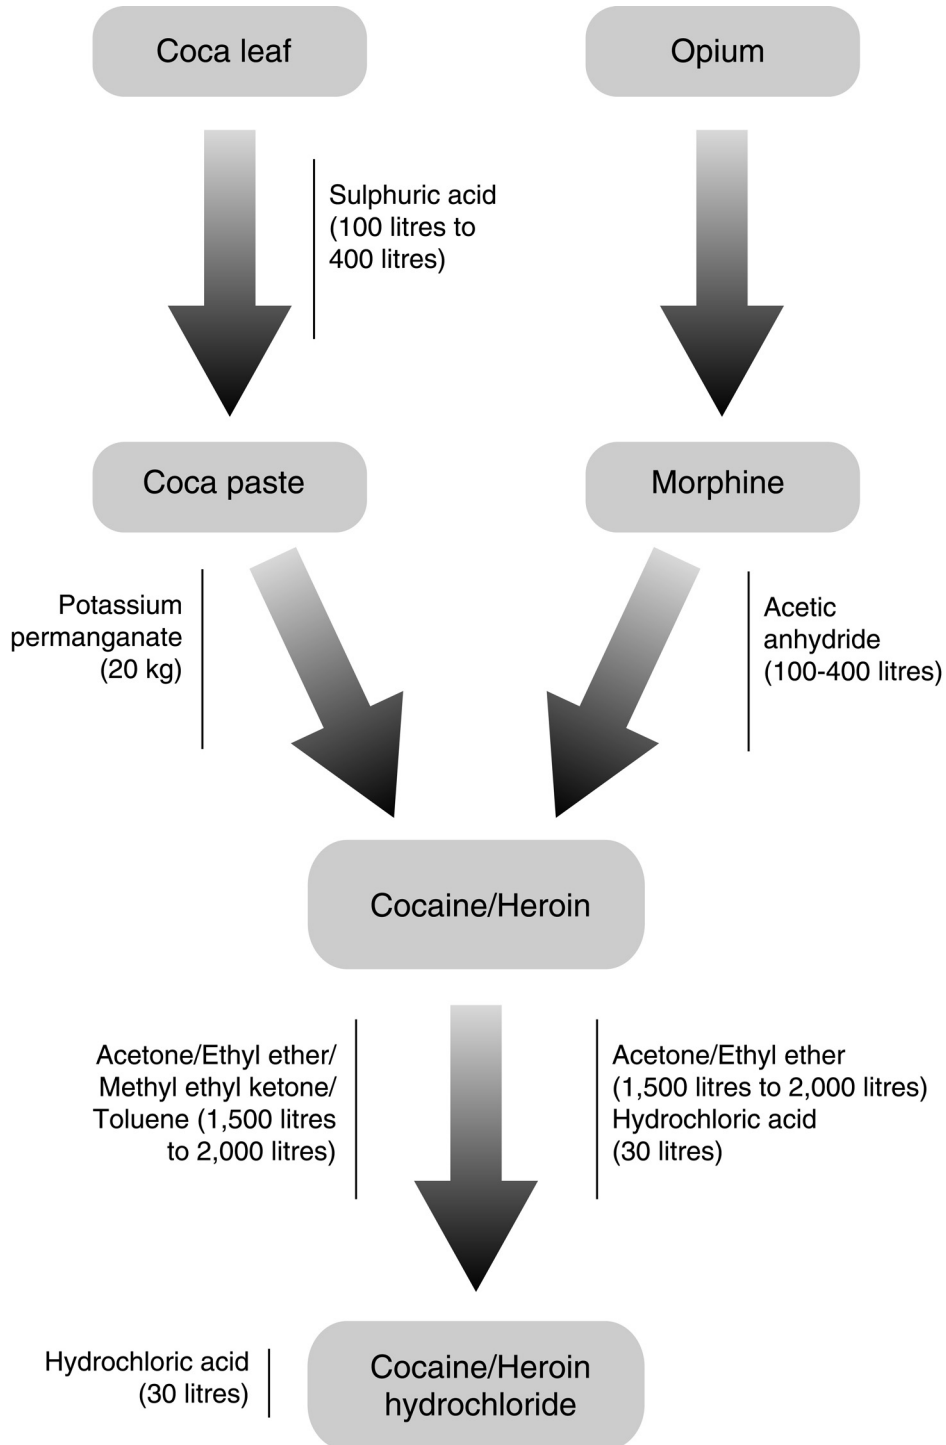 Coca leaf
Opium
Sulphuric acid
(100 litres to
400 litres)
Coca paste
Morphine
Potassium
permanganate
(20 kg)
Acetic
anhydride
(100-400 litres)
Cocaine/Heroin
Acetone/Ethyl ether/
Methyl ethyl ketone/
Toluene (1,500 litres
to 2,000 litres)
Acetone/Ethyl ether
(1,500 litres to 2,000 litres)
Hydrochloric acid
(30 litres)
Hydrochloric acid
(30 litres)
Cocaine/Heroin
hydrochloride